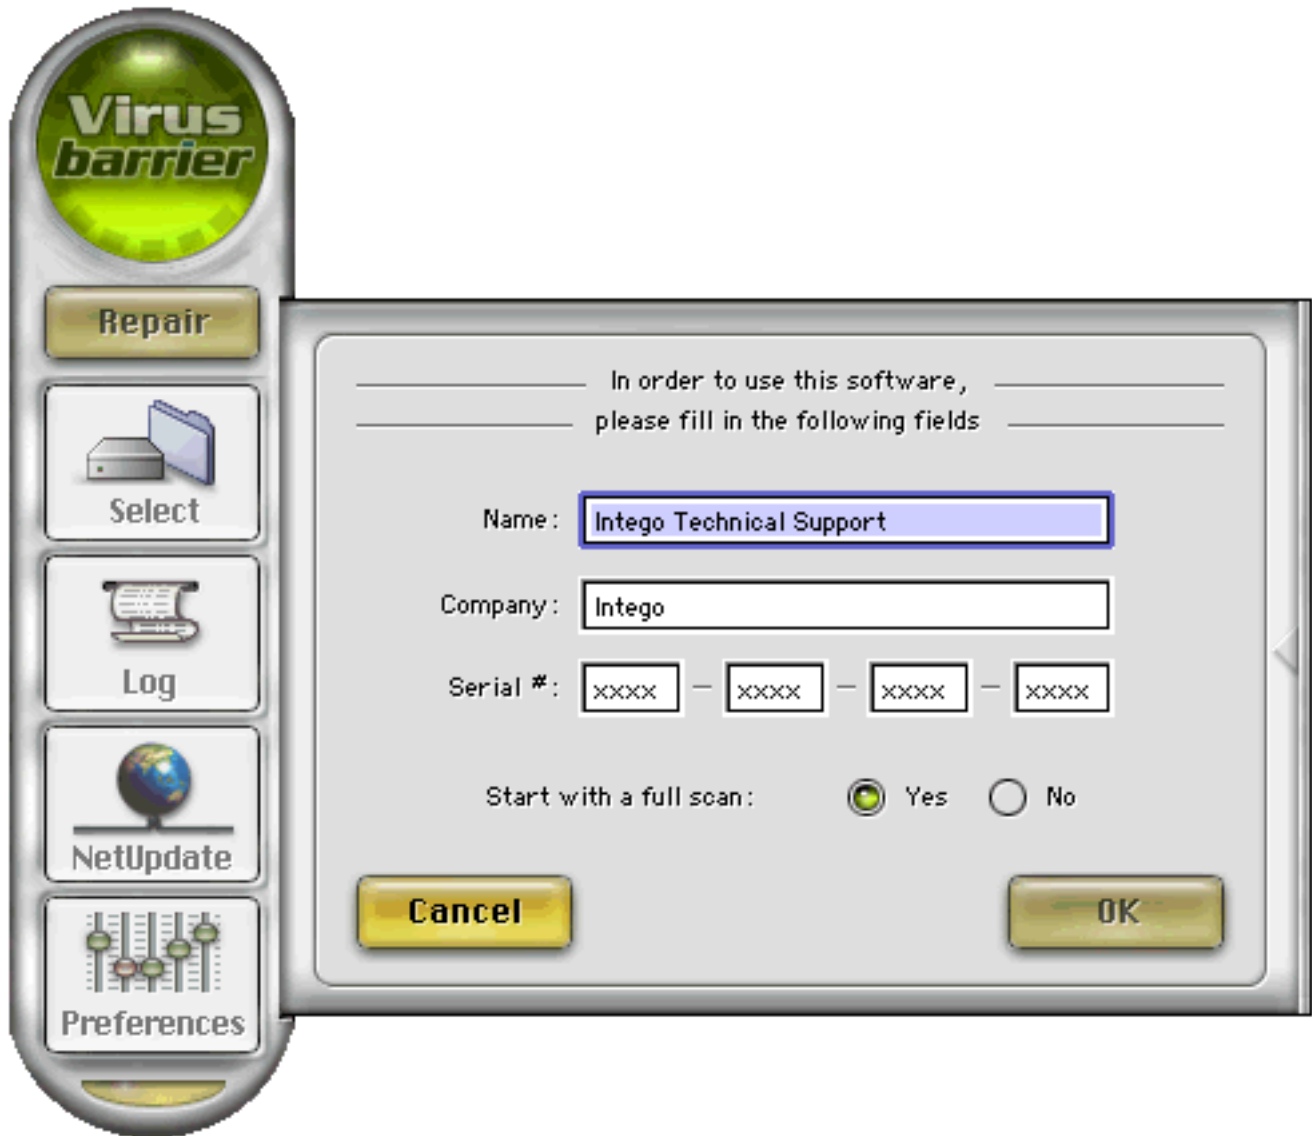 Virus
barrier
Repair
Select
Log
NetUpdate
Preferences
In order to use this software,
please fill in the following fields
Name: Intego Technical Support
Company: Intego
Serial #: xxxx - xxxx - xxxx - xxxx
Start with a full scan: Yes No
Cancel OK